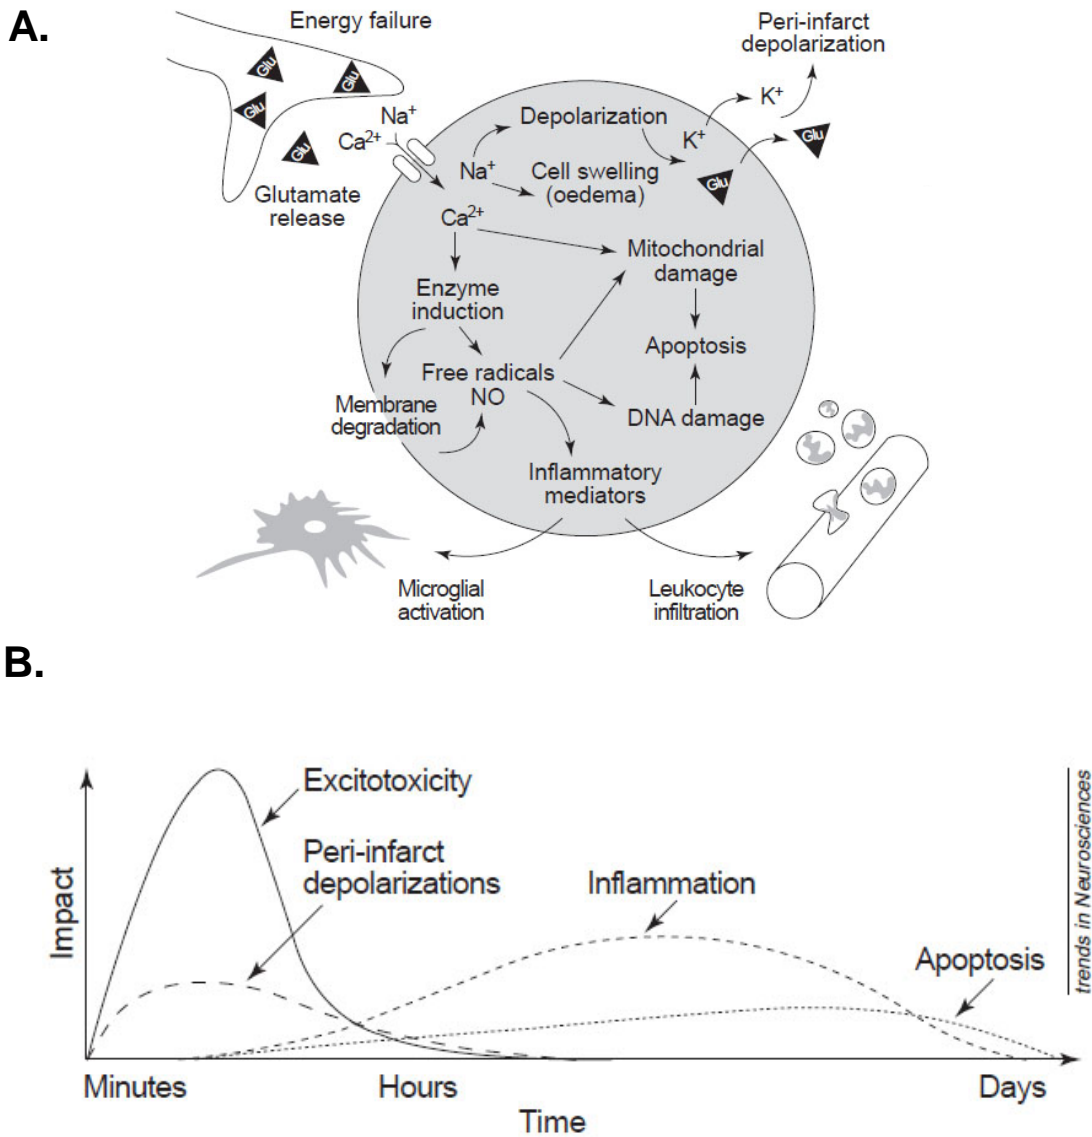 A.
Energy failure
Glu
Glu
Glu
Glu
Glutamate
release
Na⁺
Ca²⁺
Peri-infarct
depolarization
K⁺
Glu
Depolarization
K⁺
Glu
Na⁺
Cell swelling
(oedema)
Ca²⁺
Mitochondrial
damage
Enzyme
induction
Apoptosis
Free radicals
NO
Membrane
degradation
DNA damage
Inflammatory
mediators
Microglial
activation
Leukocyte
infiltration
B.
Impact
Excitotoxicity
Peri-infarct
depolarizations
Inflammation
Apoptosis
trends in Neurosciences
Minutes
Hours
Days
Time